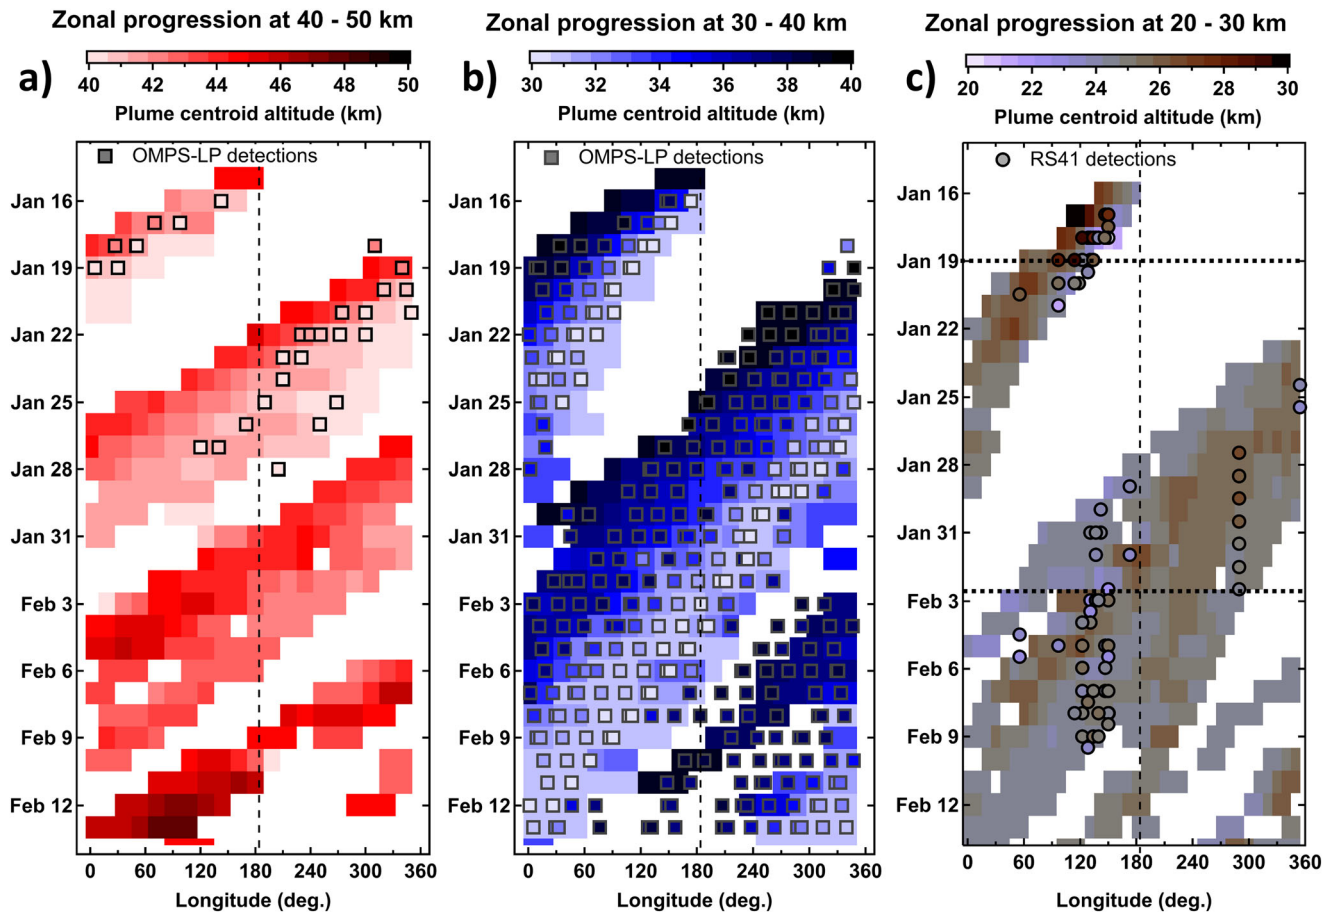 Zonal progression at 40 - 50 km
a)
40 42 44 46 48 50
Plume centroid altitude (km)
OMPS-LP detections
Jan 16
Jan 19
Jan 22
Jan 25
Jan 28
Jan 31
Feb 3
Feb 6
Feb 9
Feb 12
0 60 120 180 240 300 360
Longitude (deg.)
Zonal progression at 30 - 40 km
b)
30 32 34 36 38 40
Plume centroid altitude (km)
OMPS-LP detections
Jan 16
Jan 19
Jan 22
Jan 25
Jan 28
Jan 31
Feb 3
Feb 6
Feb 9
Feb 12
0 60 120 180 240 300 360
Longitude (deg.)
Zonal progression at 20 - 30 km
c)
20 22 24 26 28 30
Plume centroid altitude (km)
RS41 detections
Jan 16
Jan 19
Jan 22
Jan 25
Jan 28
Jan 31
Feb 3
Feb 6
Feb 9
Feb 12
0 60 120 180 240 300 360
Longitude (deg.)